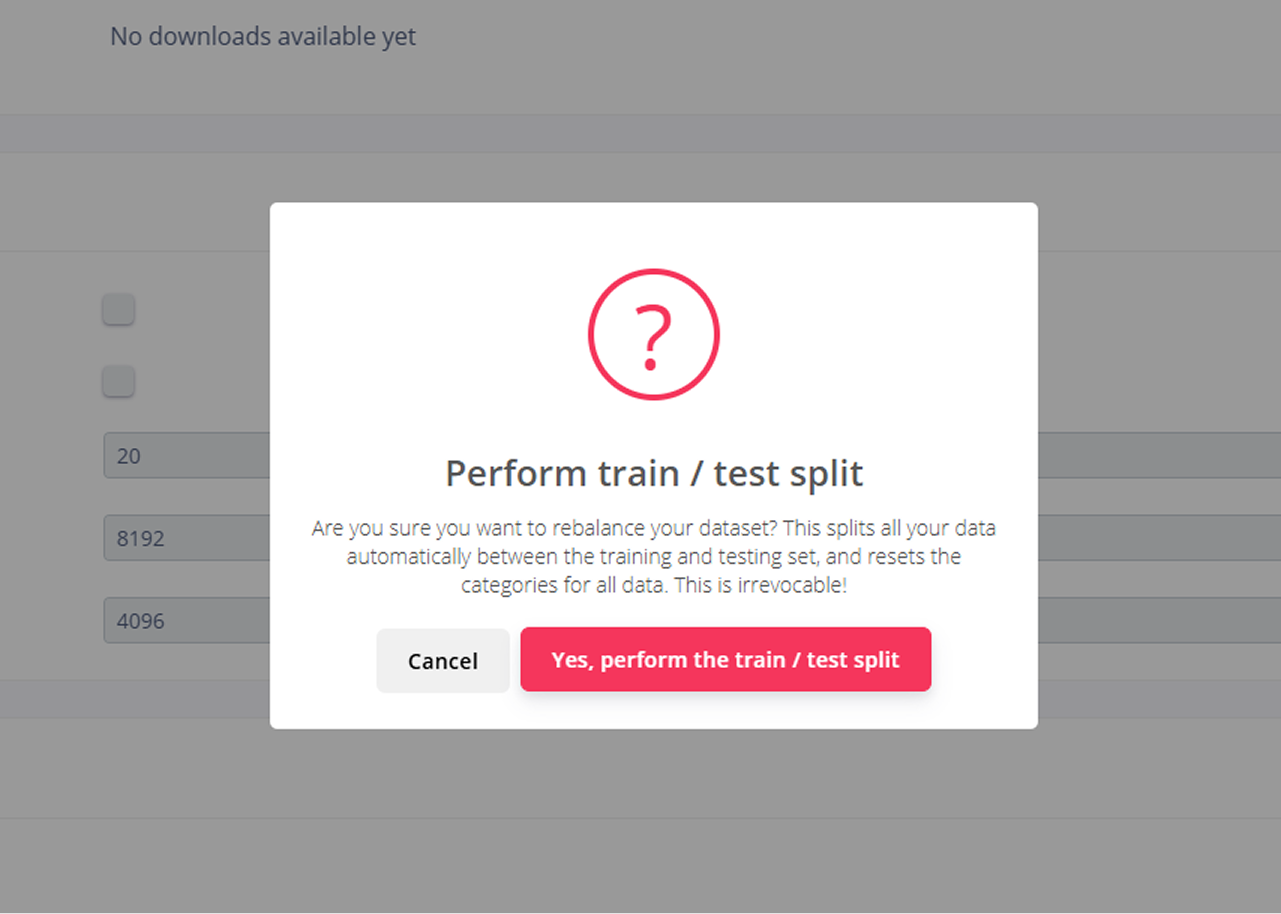 No downloads available yet
?
20
8192
4096
Perform train / test split
Are you sure you want to rebalance your dataset? This splits all your data
automatically between the training and testing set, and resets the
categories for all data. This is irrevocable!
Cancel
Yes, perform the train / test split